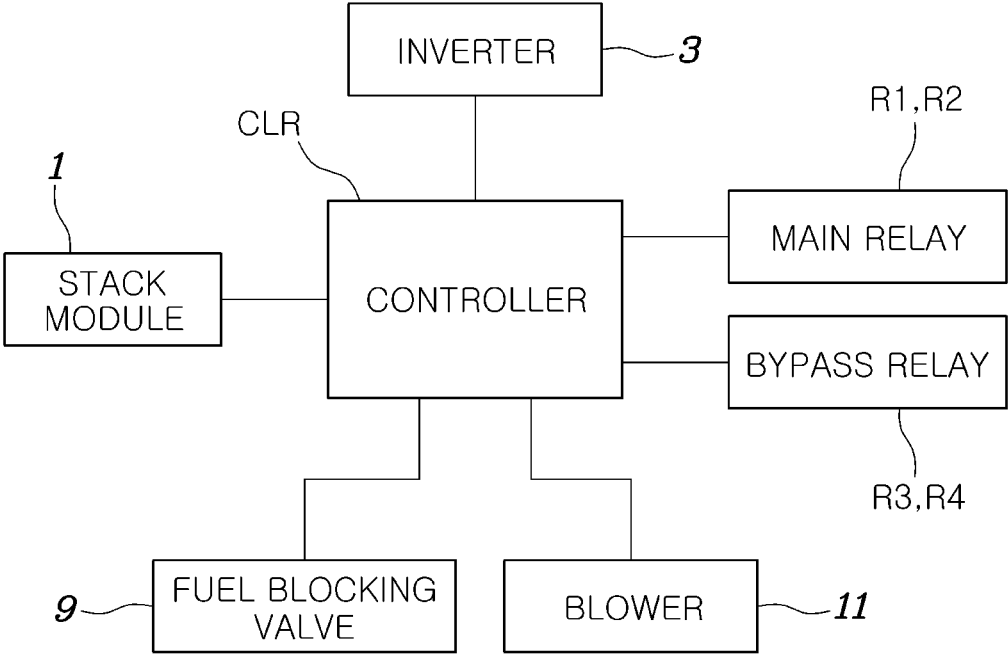 INVERTER
3
CLR
R1,R2
1
MAIN RELAY
STACK
MODULE
CONTROLLER
BYPASS RELAY
R3,R4
9
FUEL BLOCKING
VALVE
BLOWER
11